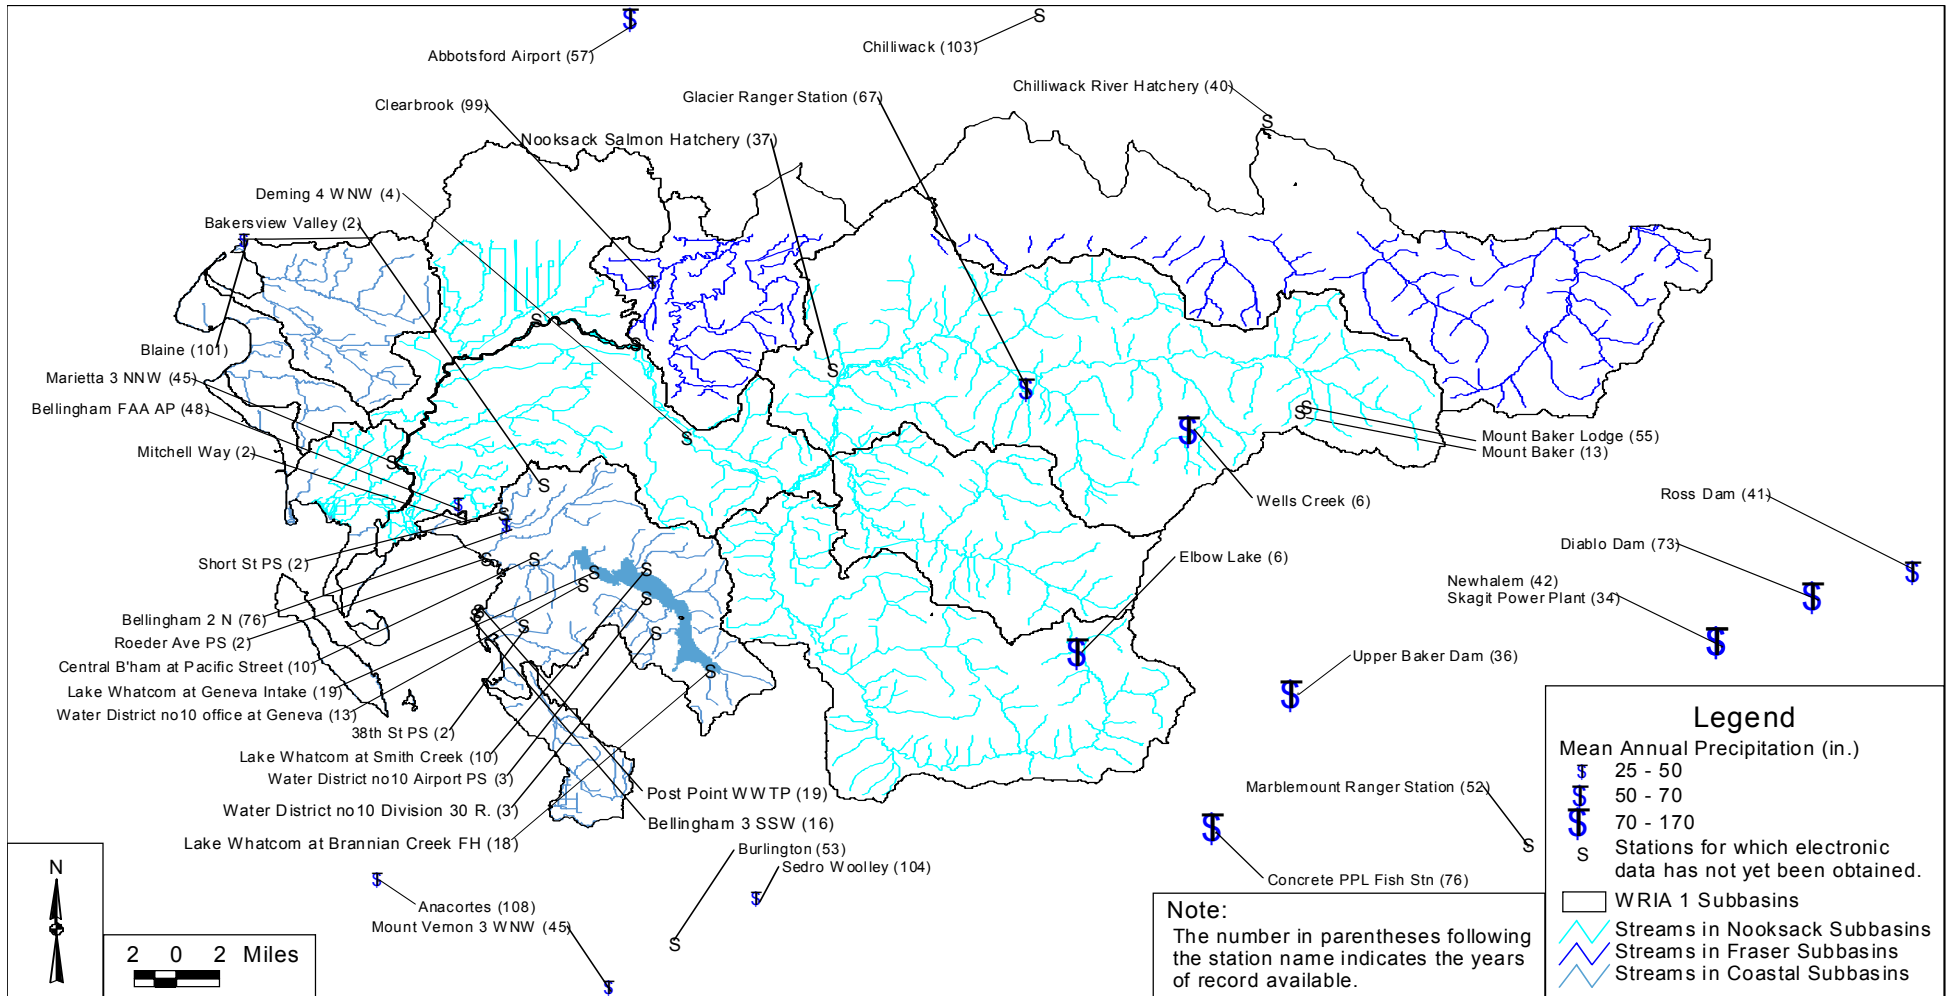 Abbotsford Airport (57)
Chilliwack (103)
Clearbrook (99)
Glacier Ranger Station (67)
Chilliwack River Hatchery (40)
Nooksack Salmon Hatchery (37)
Deming 4 WNW (4)
Bakersview Valley (2)
Blaine (101)
Marietta 3 NNW (45)
Bellingham FAA AP (48)
Mitchell Way (2)
Mount Baker Lodge (55)
Mount Baker (13)
Wells Creek (6)
Ross Dam (41)
Diablo Dam (73)
Elbow Lake (6)
Newhalem (42)
Skagit Power Plant (34)
Short St PS (2)
Bellingham 2 N (76)
Roeder Ave PS (2)
Central B'ham at Pacific Street (10)
Lake Whatcom at Geneva Intake (19)
Water District no10 office at Geneva (13)
38th St PS (2)
Lake Whatcom at Smith Creek (10)
Water District no10 Airport PS (3)
Water District no10 Division 30 R. (3)
Lake Whatcom at Brannian Creek FH (18)
Post Point WWTP (19)
Bellingham 3 SSW (16)
Burlington (53)
Sedro Woolley (104)
Upper Baker Dam (36)
Marblemount Ranger Station (52)
Concrete PPL Fish Stn (76)
Anacortes (108)
Mount Vernon 3 WNW (45)
N
2 0 2 Miles
Note:
The number in parentheses following
the station name indicates the years
of record available.
Legend
Mean Annual Precipitation (in.)
25 - 50
50 - 70
70 - 170
Stations for which electronic
data has not yet been obtained.
WRIA 1 Subbasins
Streams in Nooksack Subbasins
Streams in Fraser Subbasins
Streams in Coastal Subbasins